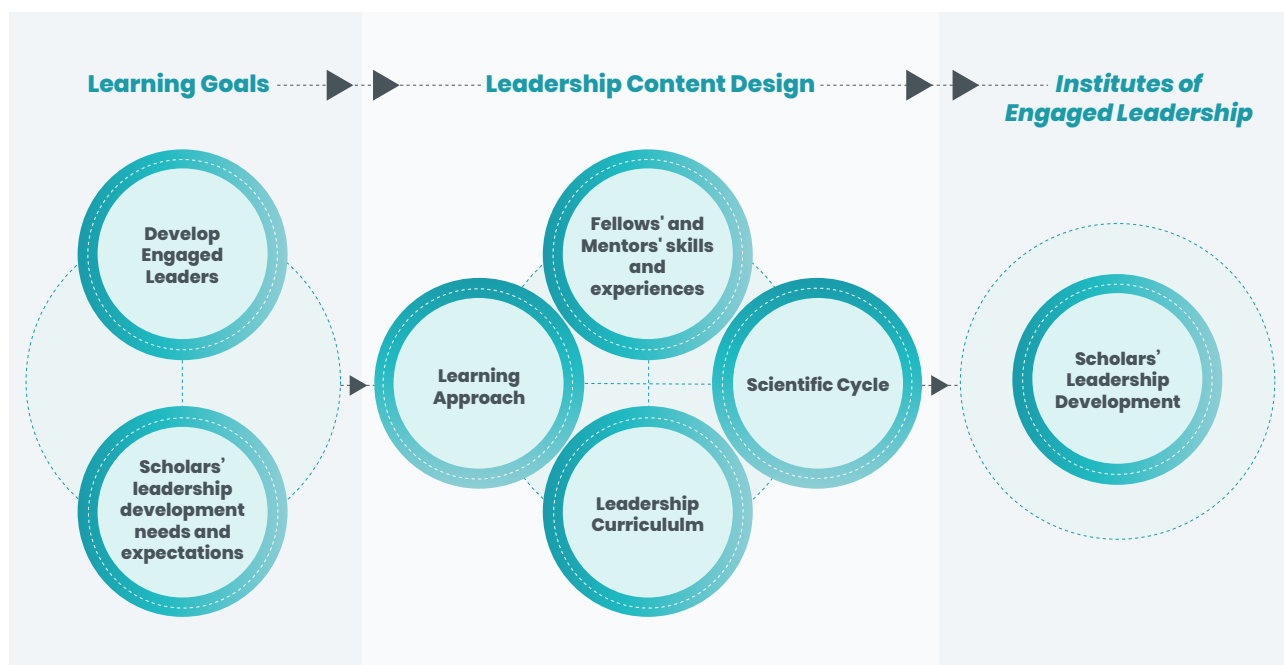 Learning Goals
Leadership Content Design
Institutes of
Engaged Leadership
Develop
Engaged
Leaders
Scholars’
leadership
development
needs and
expectations
Fellows' and
Mentors' skills
and
experiences
Learning
Approach
Scientific Cycle
Leadership
Curricululm
Scholars’
Leadership
Development